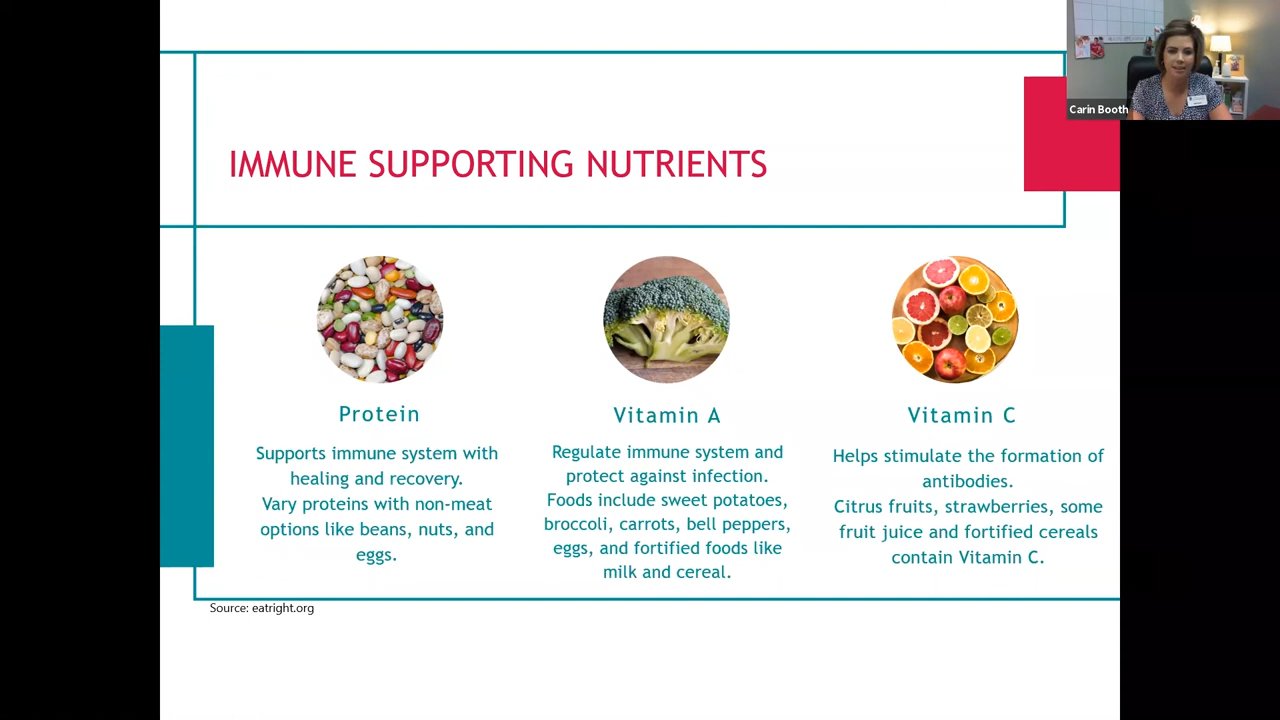 Carin Booth
IMMUNE SUPPORTING NUTRIENTS
Protein
Supports immune system with
healing and recovery.
Vary proteins with non-meat
options like beans, nuts, and
eggs.
Vitamin A
Regulate immune system and
protect against infection.
Foods include sweet potatoes,
broccoli, carrots, bell peppers,
eggs, and fortified foods like
milk and cereal.
Vitamin C
Helps stimulate the formation of
antibodies.
Citrus fruits, strawberries, some
fruit juice and fortified cereals
contain Vitamin C.
Source: eatright.org